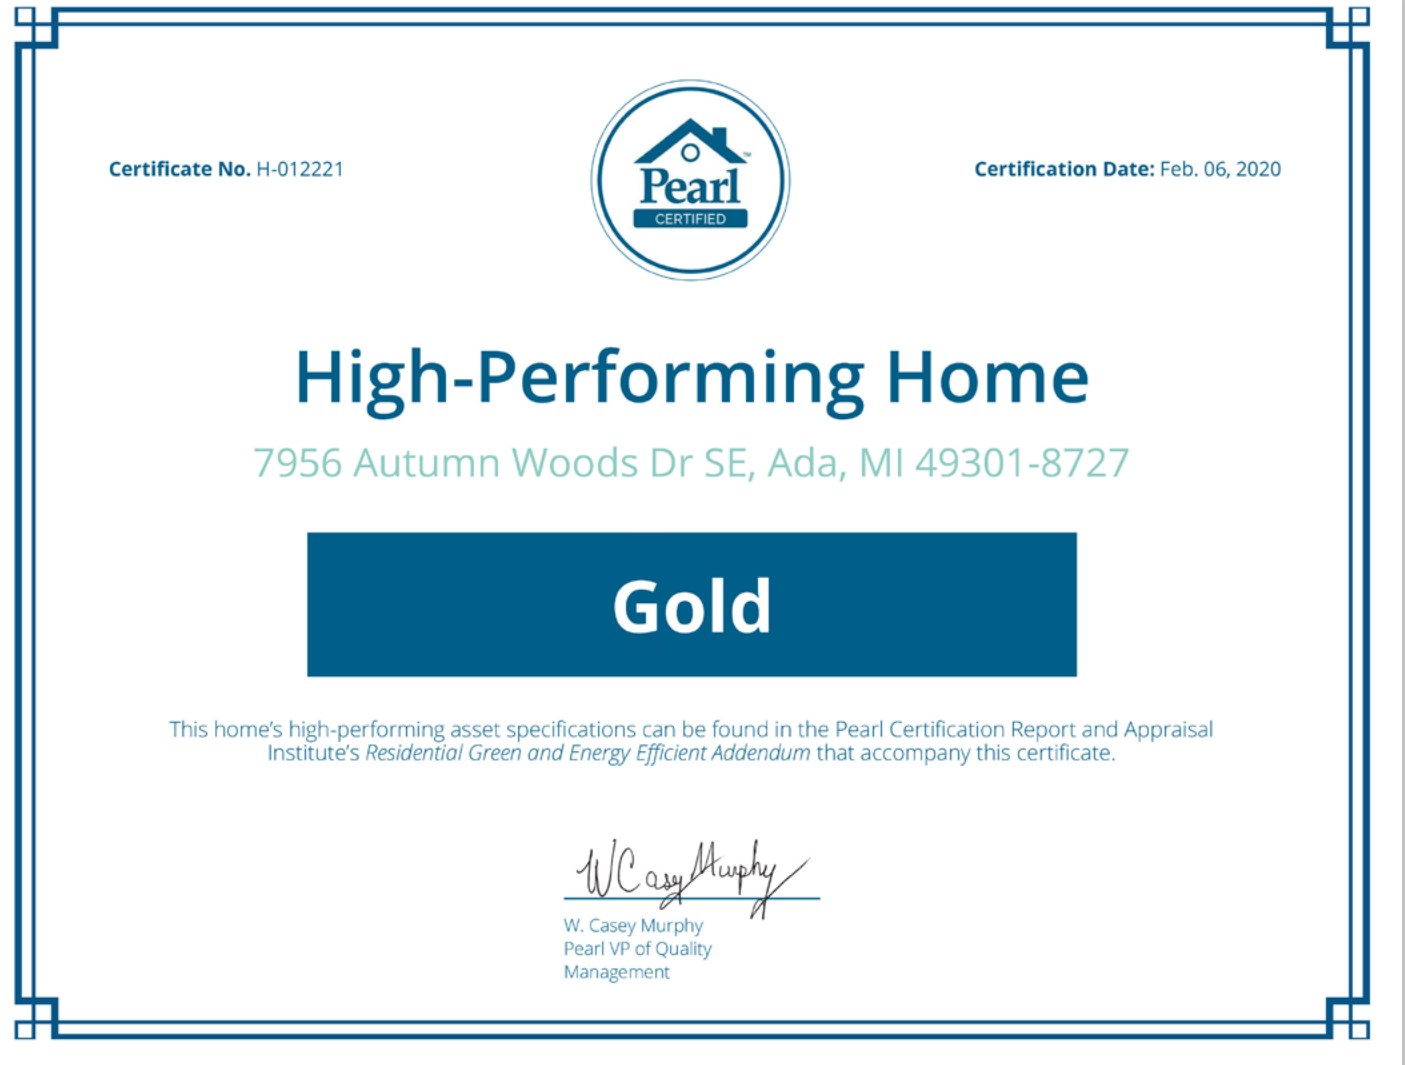 Certificate No. H-012221
Pearl™
CERTIFIED
Certification Date: Feb. 06, 2020
High-Performing Home
7956 Autumn Woods Dr SE, Ada, MI 49301-8727
Gold
This home's high-performing asset specifications can be found in the Pearl Certification Report and Appraisal
Institute's Residential Green and Energy Efficient Addendum that accompany this certificate.
W Casey Murphy
W. Casey Murphy
Pearl VP of Quality
Management